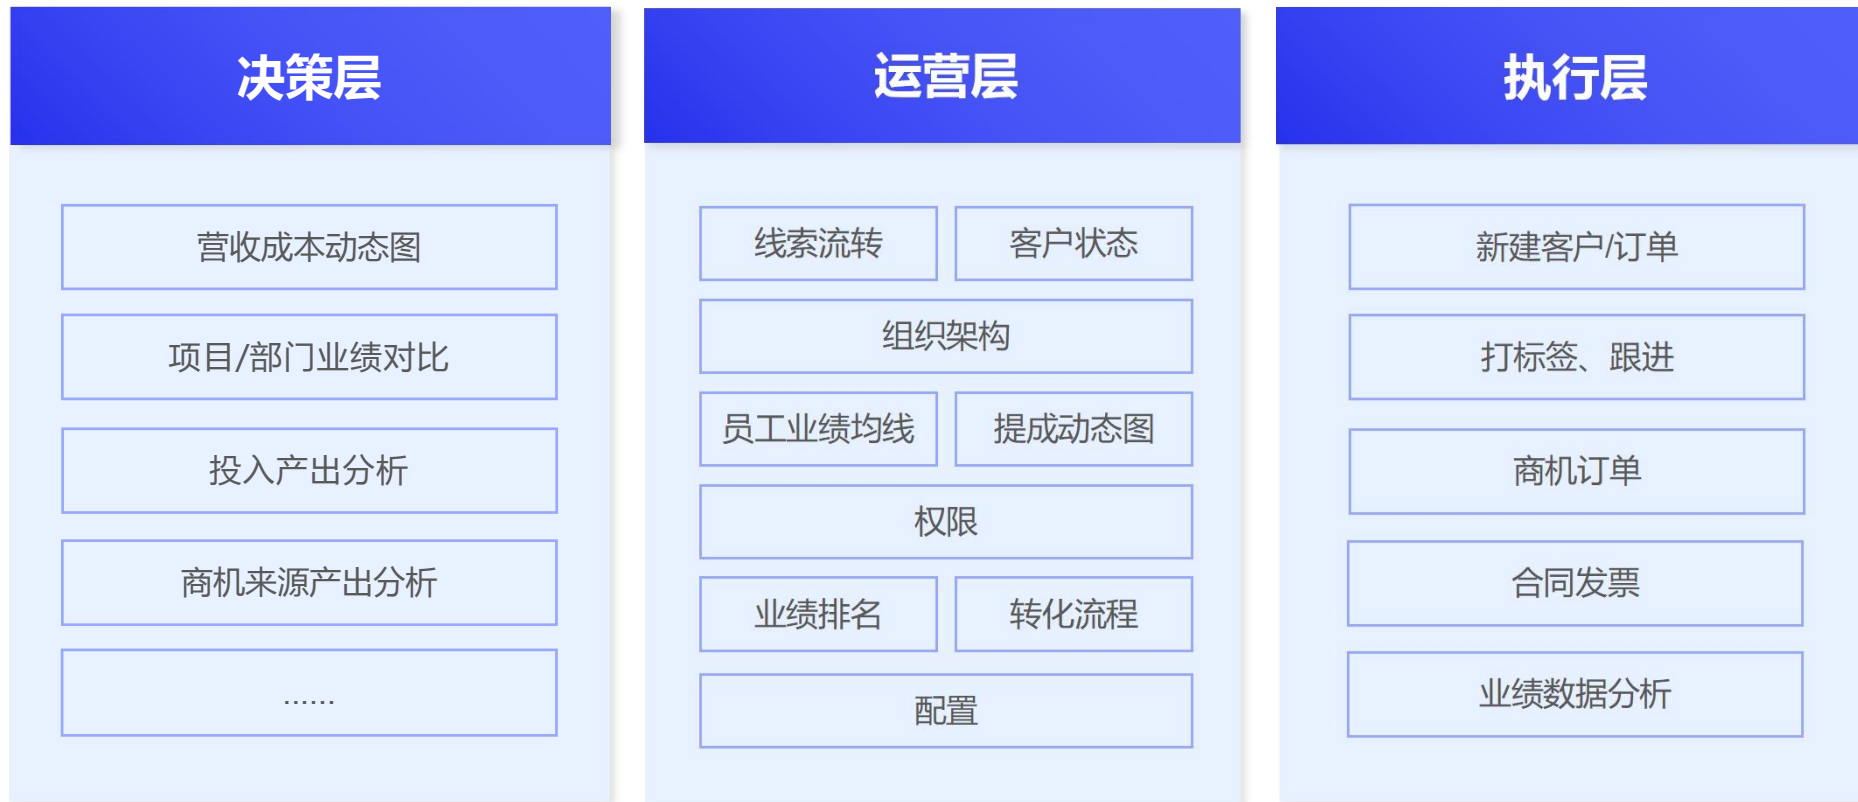 决策层
营收成本动态图
项目/部门业绩对比
投入产出分析
商机来源产出分析
......
运营层
线索流转
客户状态
组织架构
员工业绩均线
提成动态图
权限
业绩排名
转化流程
配置
执行层
新建客户/订单
打标签、跟进
商机订单
合同发票
业绩数据分析